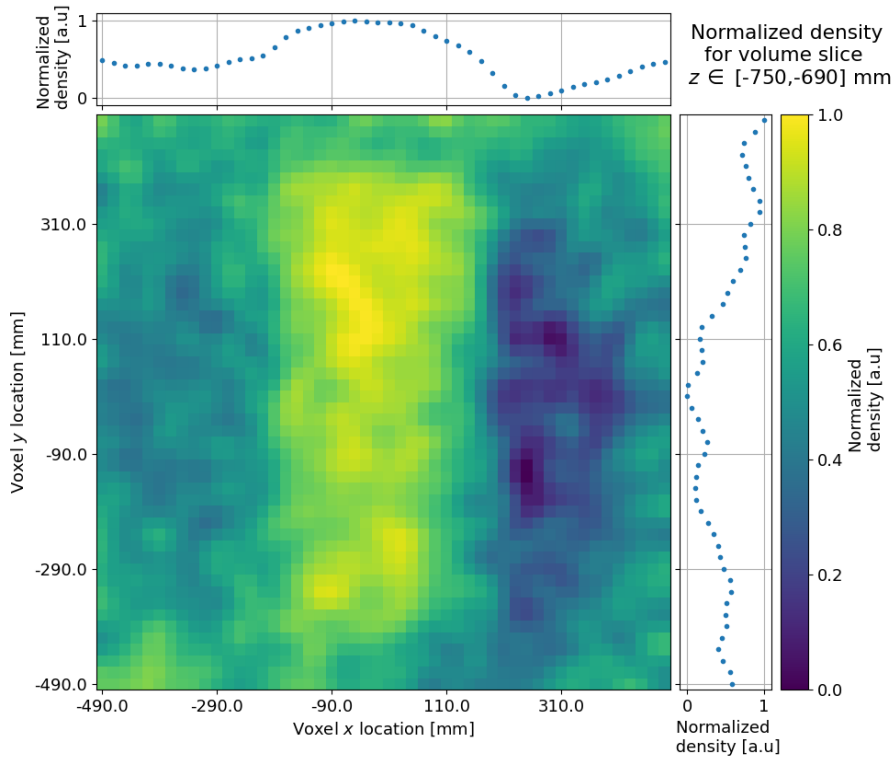 Normalized density
for volume slice
z ∈ [-750,-690] mm
Normalized
density [a.u]
1
0
310.0
110.0
-90.0
-290.0
-490.0
Voxel y location [mm]
-490.0
-290.0
-90.0
110.0
310.0
Voxel x location [mm]
0
1
Normalized
density [a.u]
1.0
0.8
0.6
0.4
0.2
0.0
Normalized
density [a.u]